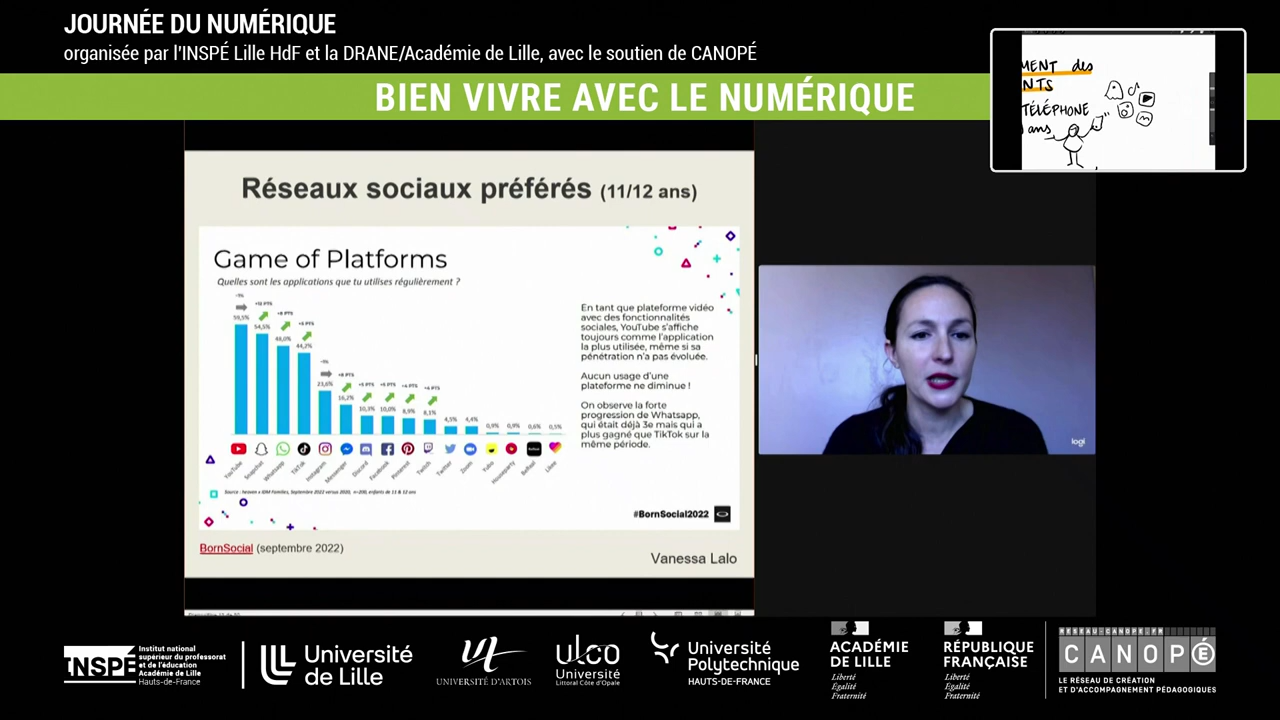 JOURNÉE DU NUMÉRIQUE
organisée par l'INSPÉ Lille HdF et la DRANE/Académie de Lille, avec le soutien de CANOPÉ
BIEN VIVRE AVEC LE NUMÉRIQUE
MENT des
NTS
TÉLÉPHONE
ans
Réseaux sociaux préférés (11/12 ans)
Game of Platforms
Quelles sont les applications que tu utilises régulièrement ?
59,5%
54,5%
48,0%
44,2%
23,6%
16,2%
10,3%
10,0%
8,9%
8,1%
4,5%
4,4%
0,9%
0,9%
0,6%
0,5%
YouTube
Snapchat
Whatsapp
TikTok
Instagram
Messenger
Discord
Facebook
Pinterest
Twitch
Twitter
Zoom
Yubo
Houseparty
BeReal
Likee
En tant que plateforme vidéo
avec des fonctionnalités
sociales, YouTube s'affiche
toujours comme l'application
la plus utilisée, même si sa
pénétration n'a pas évoluée.
Aucun usage d'une
plateforme ne diminue !
On observe la forte
progression de Whatsapp,
qui était déjà 3e mais qui a
plus gagné que TikTok sur la
même période.
#BornSocial2022
BornSocial (septembre 2022)
Vanessa Lalo
logi
INSPÉ
Institut national
supérieur du professorat
et de l'éducation
Académie de Lille
Hauts-de-France
Université
de Lille
UNIVERSITÉ D'ARTOIS
ULCO
Université
Littoral Côte d'Opale
Université
Polytechnique
HAUTS-DE-FRANCE
ACADÉMIE
DE LILLE
Liberté
Égalité
Fraternité
RÉPUBLIQUE
FRANÇAISE
Liberté
Égalité
Fraternité
RESEAU-CANOPE.FR
CANOPÉ
LE RÉSEAU DE CRÉATION
ET D'ACCOMPAGNEMENT PÉDAGOGIQUES